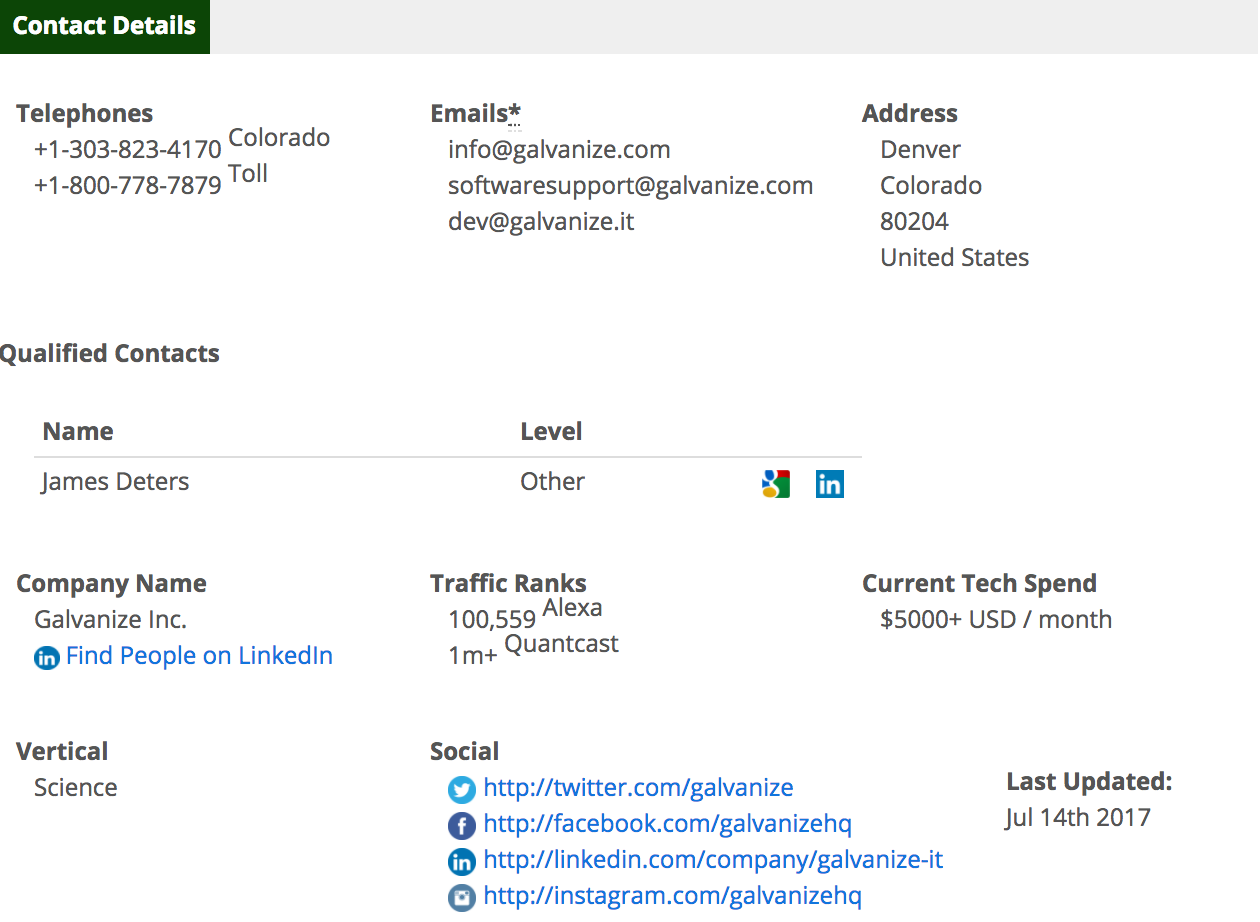 Contact Details
Telephones
+1-303-823-4170 Colorado
+1-800-778-7879 Toll
Emails*
info@galvanize.com
softwaresupport@galvanize.com
dev@galvanize.it
Address
Denver
Colorado
80204
United States
Qualified Contacts
Name Level
James Deters Other in
Company Name
Galvanize Inc.
in Find People on LinkedIn
Traffic Ranks
100,559 Alexa
1m+ Quantcast
Current Tech Spend
$5000+ USD / month
Vertical
Science
Social
http://twitter.com/galvanize
f http://facebook.com/galvanizehq
in http://linkedin.com/company/galvanize-it
http://instagram.com/galvanizehq
Last Updated:
Jul 14th 2017